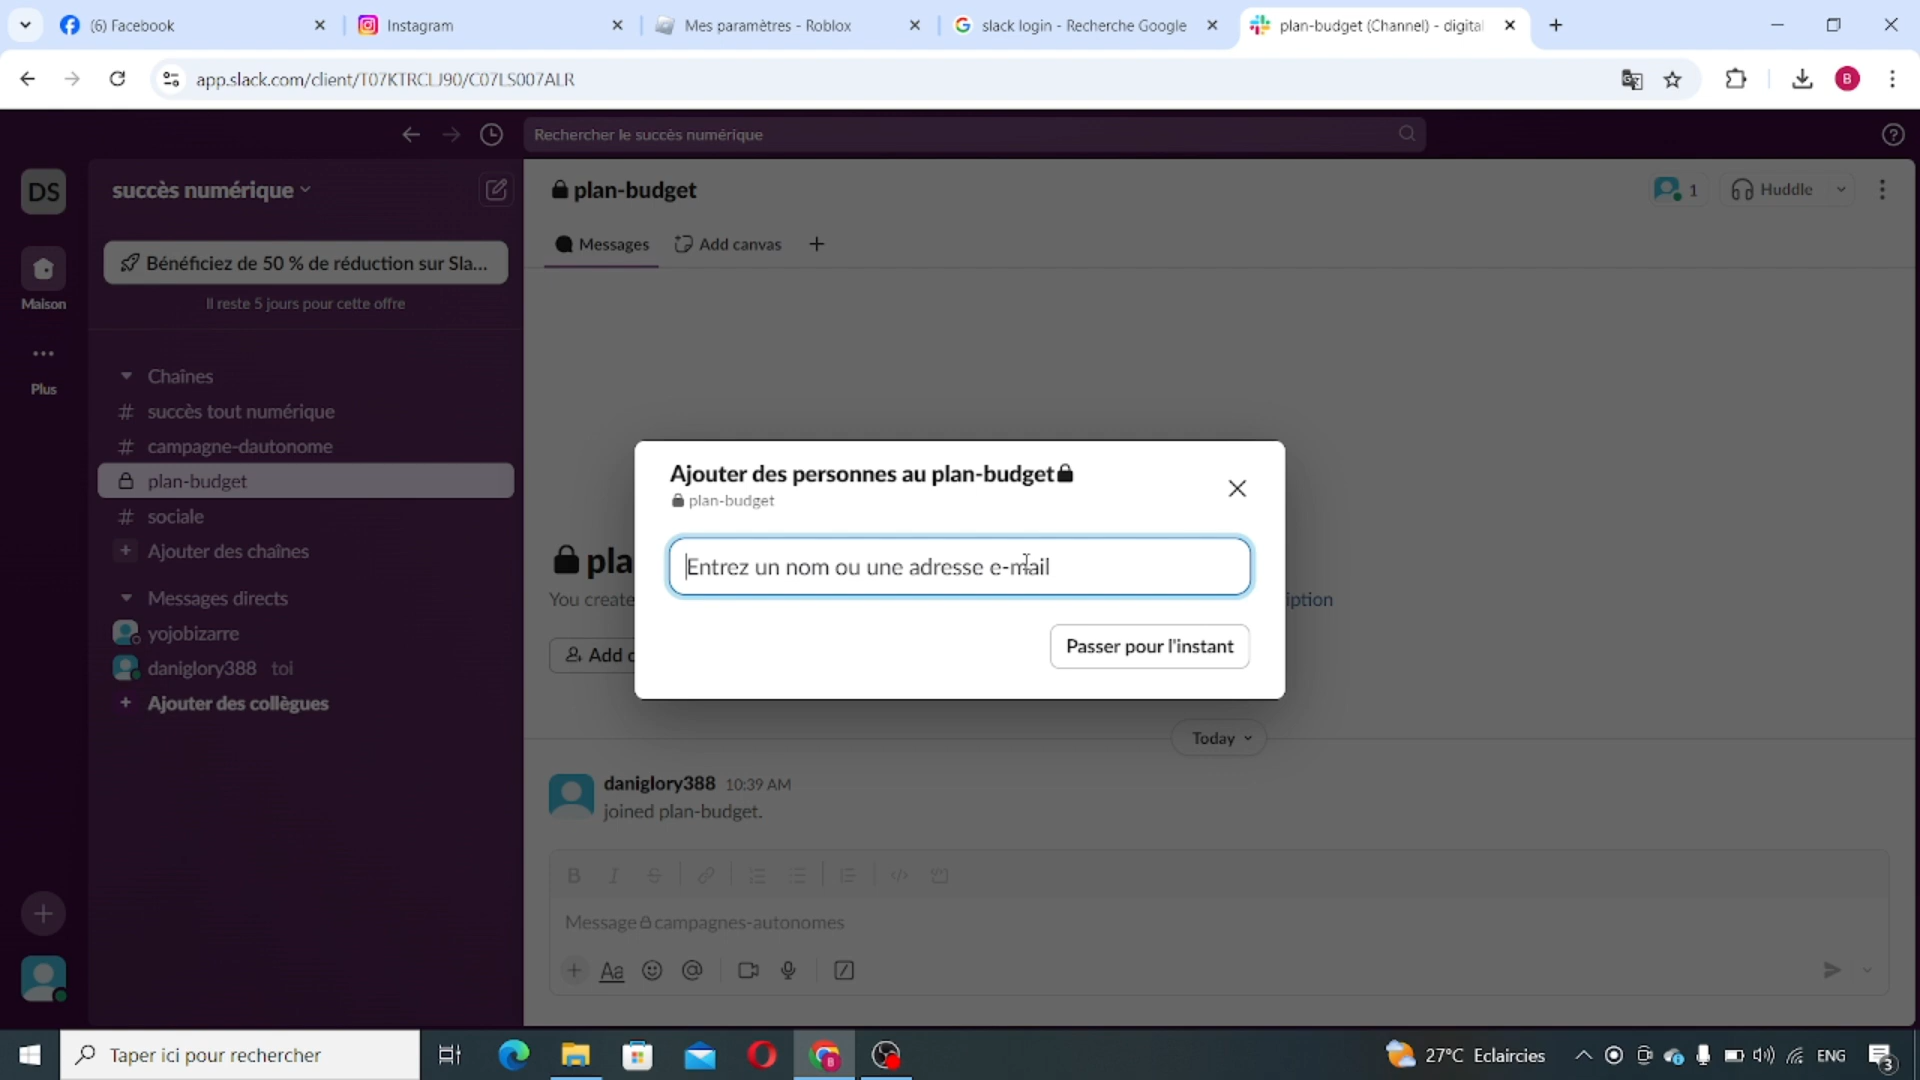 (6) Facebook
Instagram
Mes paramètres - Roblox
slack login - Recherche Google
plan-budget (Channel) - digital
app.slack.com/client/T07KTRCLJ90/C07LS007ALR
B
Rechercher le succès numérique
DS
Maison
Plus
succès numérique
Bénéficiez de 50 % de réduction sur Sla...
Il reste 5 jours pour cette offre
Chaînes
# succès tout numérique
# campagne-dautonome
plan-budget
# sociale
+ Ajouter des chaînes
Messages directs
yojobizarre
daniglory388 toi
+ Ajouter des collègues
plan-budget
1
Huddle
Messages
Add canvas
+
Ajouter des personnes au plan-budget
plan-budget
Entrez un nom ou une adresse e-mail
Passer pour l'instant
pla
You create
iption
Add c
Today
daniglory388 10:39 AM
joined plan-budget.
B I S
Message campagnes-autonomes
+ Aa @
Taper ici pour rechercher
B
27°C Eclaircies
ENG
3